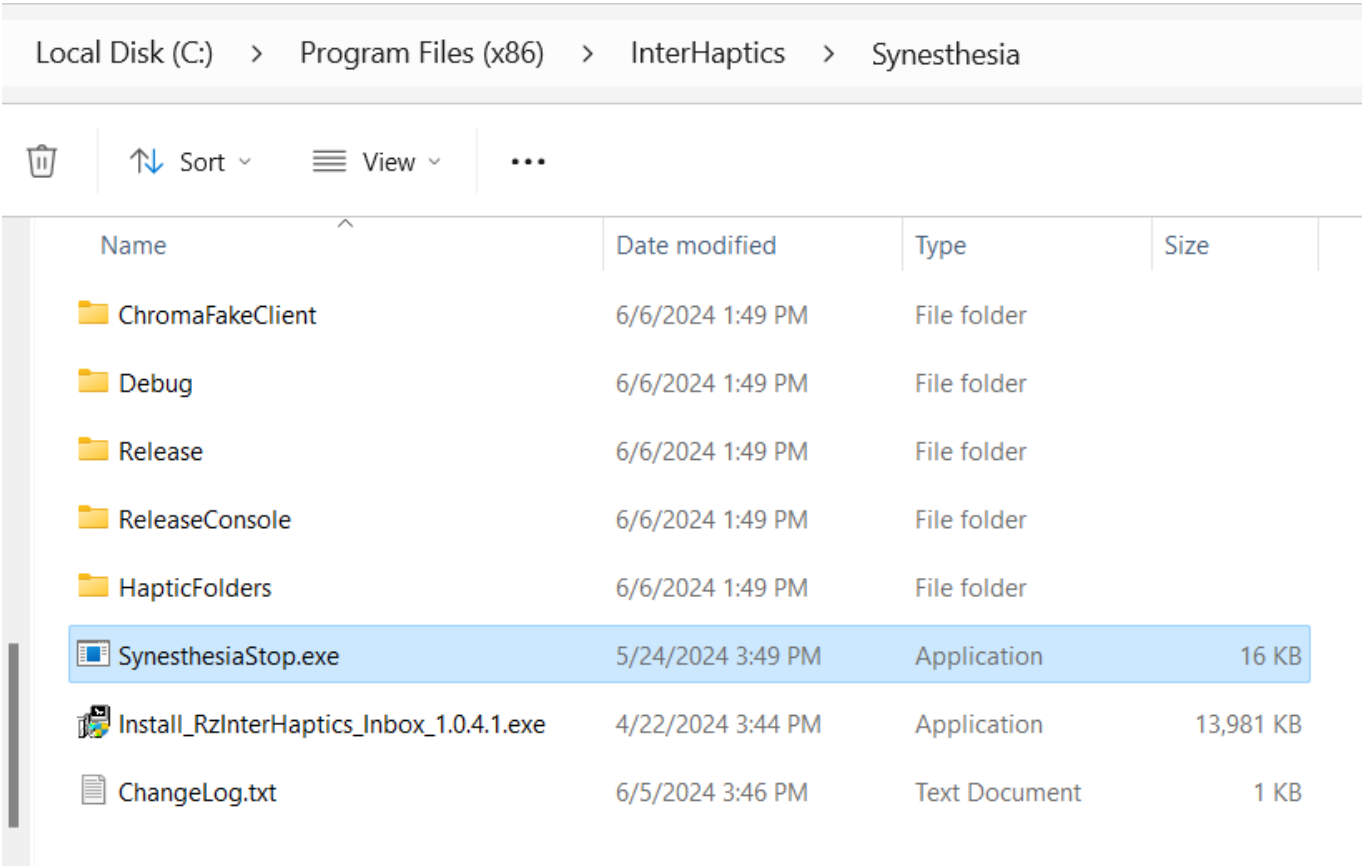 Local Disk (C:) > Program Files (x86) > InterHaptics > Synesthesia
Sort View •••
Name Date modified Type Size
ChromaFakeClient 6/6/2024 1:49 PM File folder
Debug 6/6/2024 1:49 PM File folder
Release 6/6/2024 1:49 PM File folder
ReleaseConsole 6/6/2024 1:49 PM File folder
HapticFolders 6/6/2024 1:49 PM File folder
SynesthesiaStop.exe 5/24/2024 3:49 PM Application 16 KB
Install_RzInterHaptics_Inbox_1.0.4.1.exe 4/22/2024 3:44 PM Application 13,981 KB
ChangeLog.txt 6/5/2024 3:46 PM Text Document 1 KB